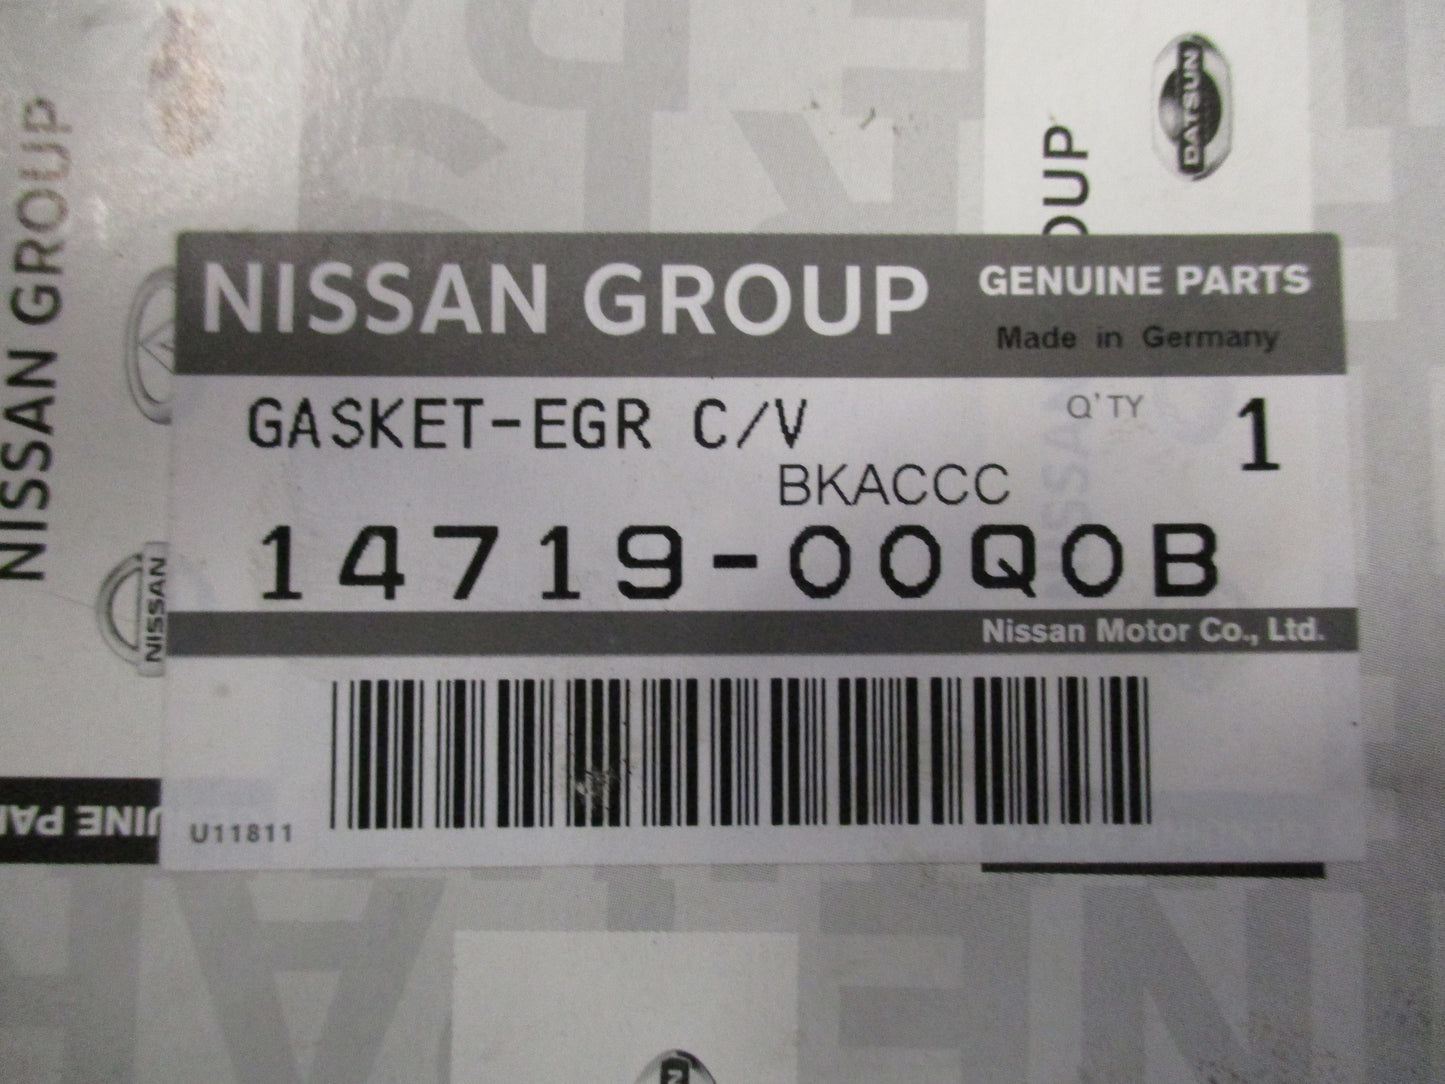 NISSAN GROUP
GENUINE PARTS
Made in Germany
GASKET-EGR C/V
Q'TY 1
BKACCC
14719-00Q0B
Nissan Motor Co., Ltd.
U11811
NISSAN GROUP
NISSAN
DATSUN